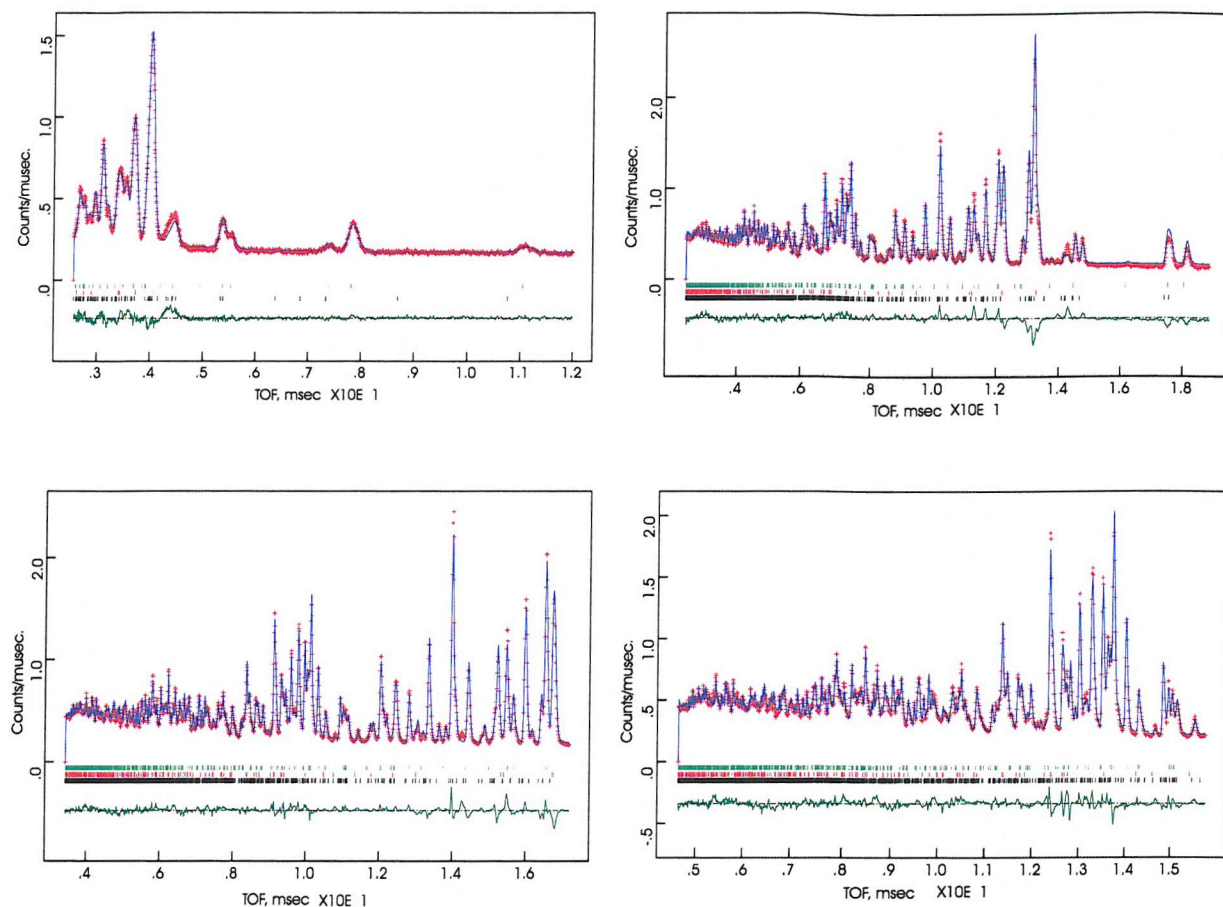 1.5
1.0
.5
.0
Counts/musec.
.3 .4 .5 .6 .7 .8 .9 1.0 1.1 1.2
TOF, msec X10E 1
2.0
1.0
.0
Counts/musec.
.4 .6 .8 1.0 1.2 1.4 1.6 1.8
TOF, msec X10E 1
2.0
1.0
.0
Counts/musec.
.4 .6 .8 1.0 1.2 1.4 1.6
TOF, msec X10E 1
2.0
1.5
1.0
.5
.0
-.5
Counts/musec.
.5 .6 .7 .8 .9 1.0 1.1 1.2 1.3 1.4 1.5
TOF, msec X10E 1